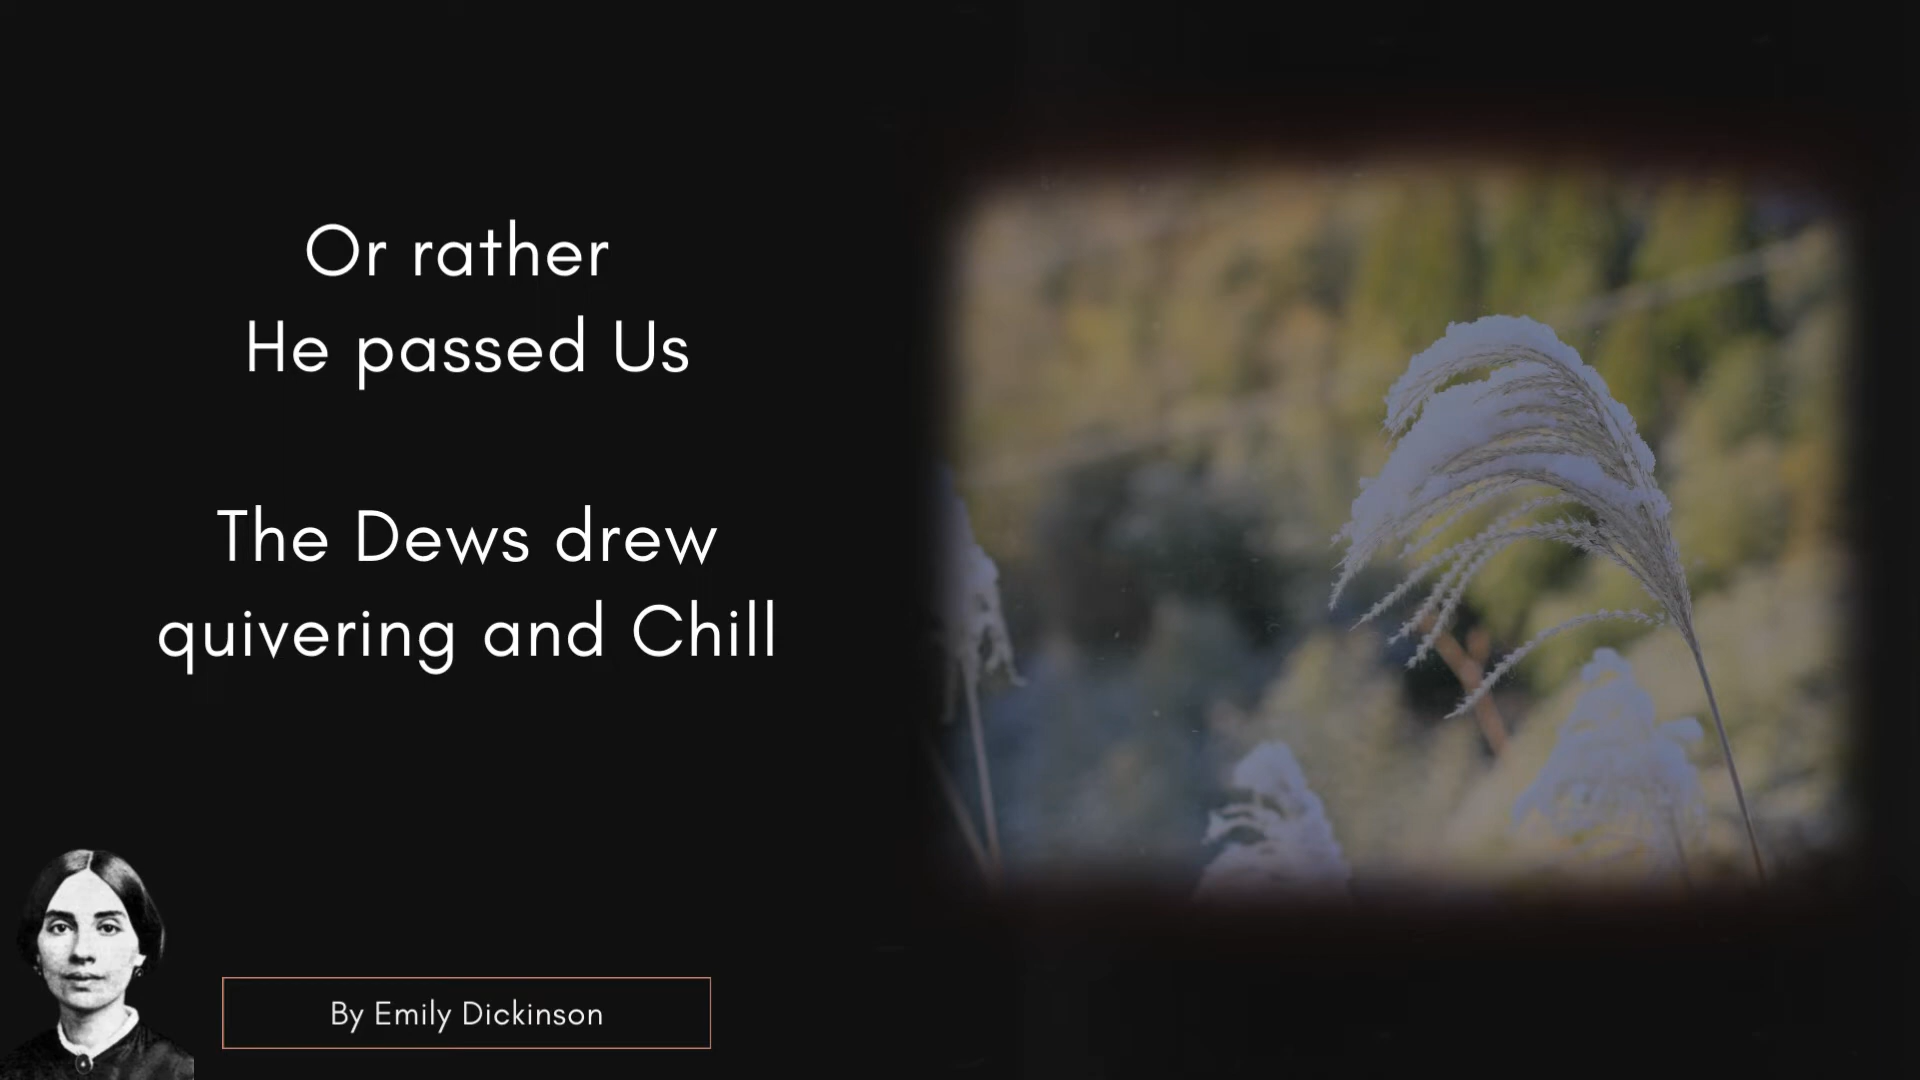 Or rather
He passed Us
The Dews drew
quivering and Chill
By Emily Dickinson